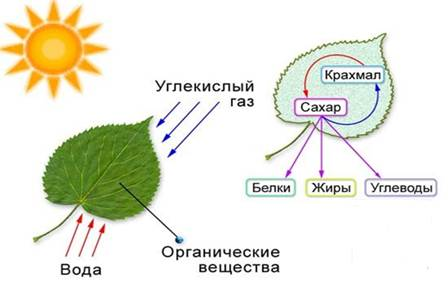 Углекислый
газ
Крахмал
Сахар
Белки
Жиры
Углеводы
Органические
вещества
Вода